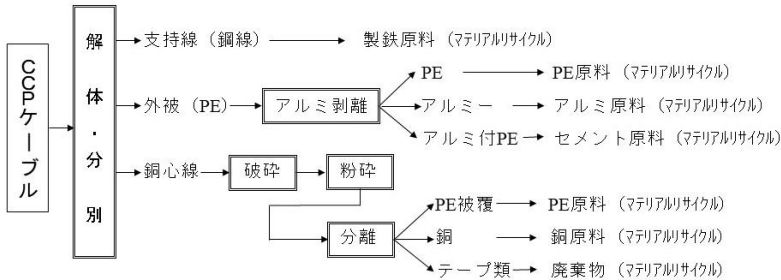 CCPケーブル
解体・分別
支持線（鋼線） 製鉄原料（ﾏﾃﾘｱﾙﾘｻｲｸﾙ）
外被（PE） アルミ剥離
PE PE原料（ﾏﾃﾘｱﾙﾘｻｲｸﾙ）
アルミー アルミ原料（ﾏﾃﾘｱﾙﾘｻｲｸﾙ）
アルミ付PE セメント原料（ﾏﾃﾘｱﾙﾘｻｲｸﾙ）
銅心線 破砕 粉砕
分離
PE被覆 PE原料（ﾏﾃﾘｱﾙﾘｻｲｸﾙ）
銅 銅原料（ﾏﾃﾘｱﾙﾘｻｲｸﾙ）
テープ類 廃棄物（ﾏﾃﾘｱﾙﾘｻｲｸﾙ）